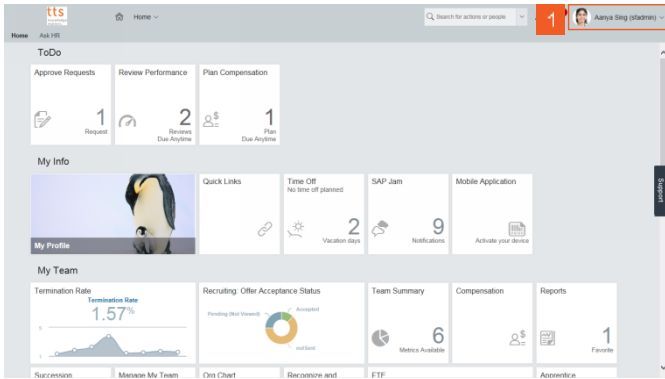 tts
Home
Search for actions or people
1
Aanya Sing (sfadmin)
Home
Ask HR
ToDo
Approve Requests
Review Performance
Plan Compensation
1
Request
2
Reviews
Due Anytime
1
Plan
Due Anytime
My Info
Quick Links
Time Off
No time off planned
SAP Jam
Mobile Application
My Profile
2
Vacation days
9
Notifications
Activate your device
Support
My Team
Termination Rate
Recruiting: Offer Acceptance Status
Team Summary
Compensation
Reports
Termination Rate
1.57%
Pending (Not Viewed)
Accepted
notSent
6
Metrics Available
1
Favorite
Succession
Manage My Team
Org Chart
Recognize and
FTE
Apprentice